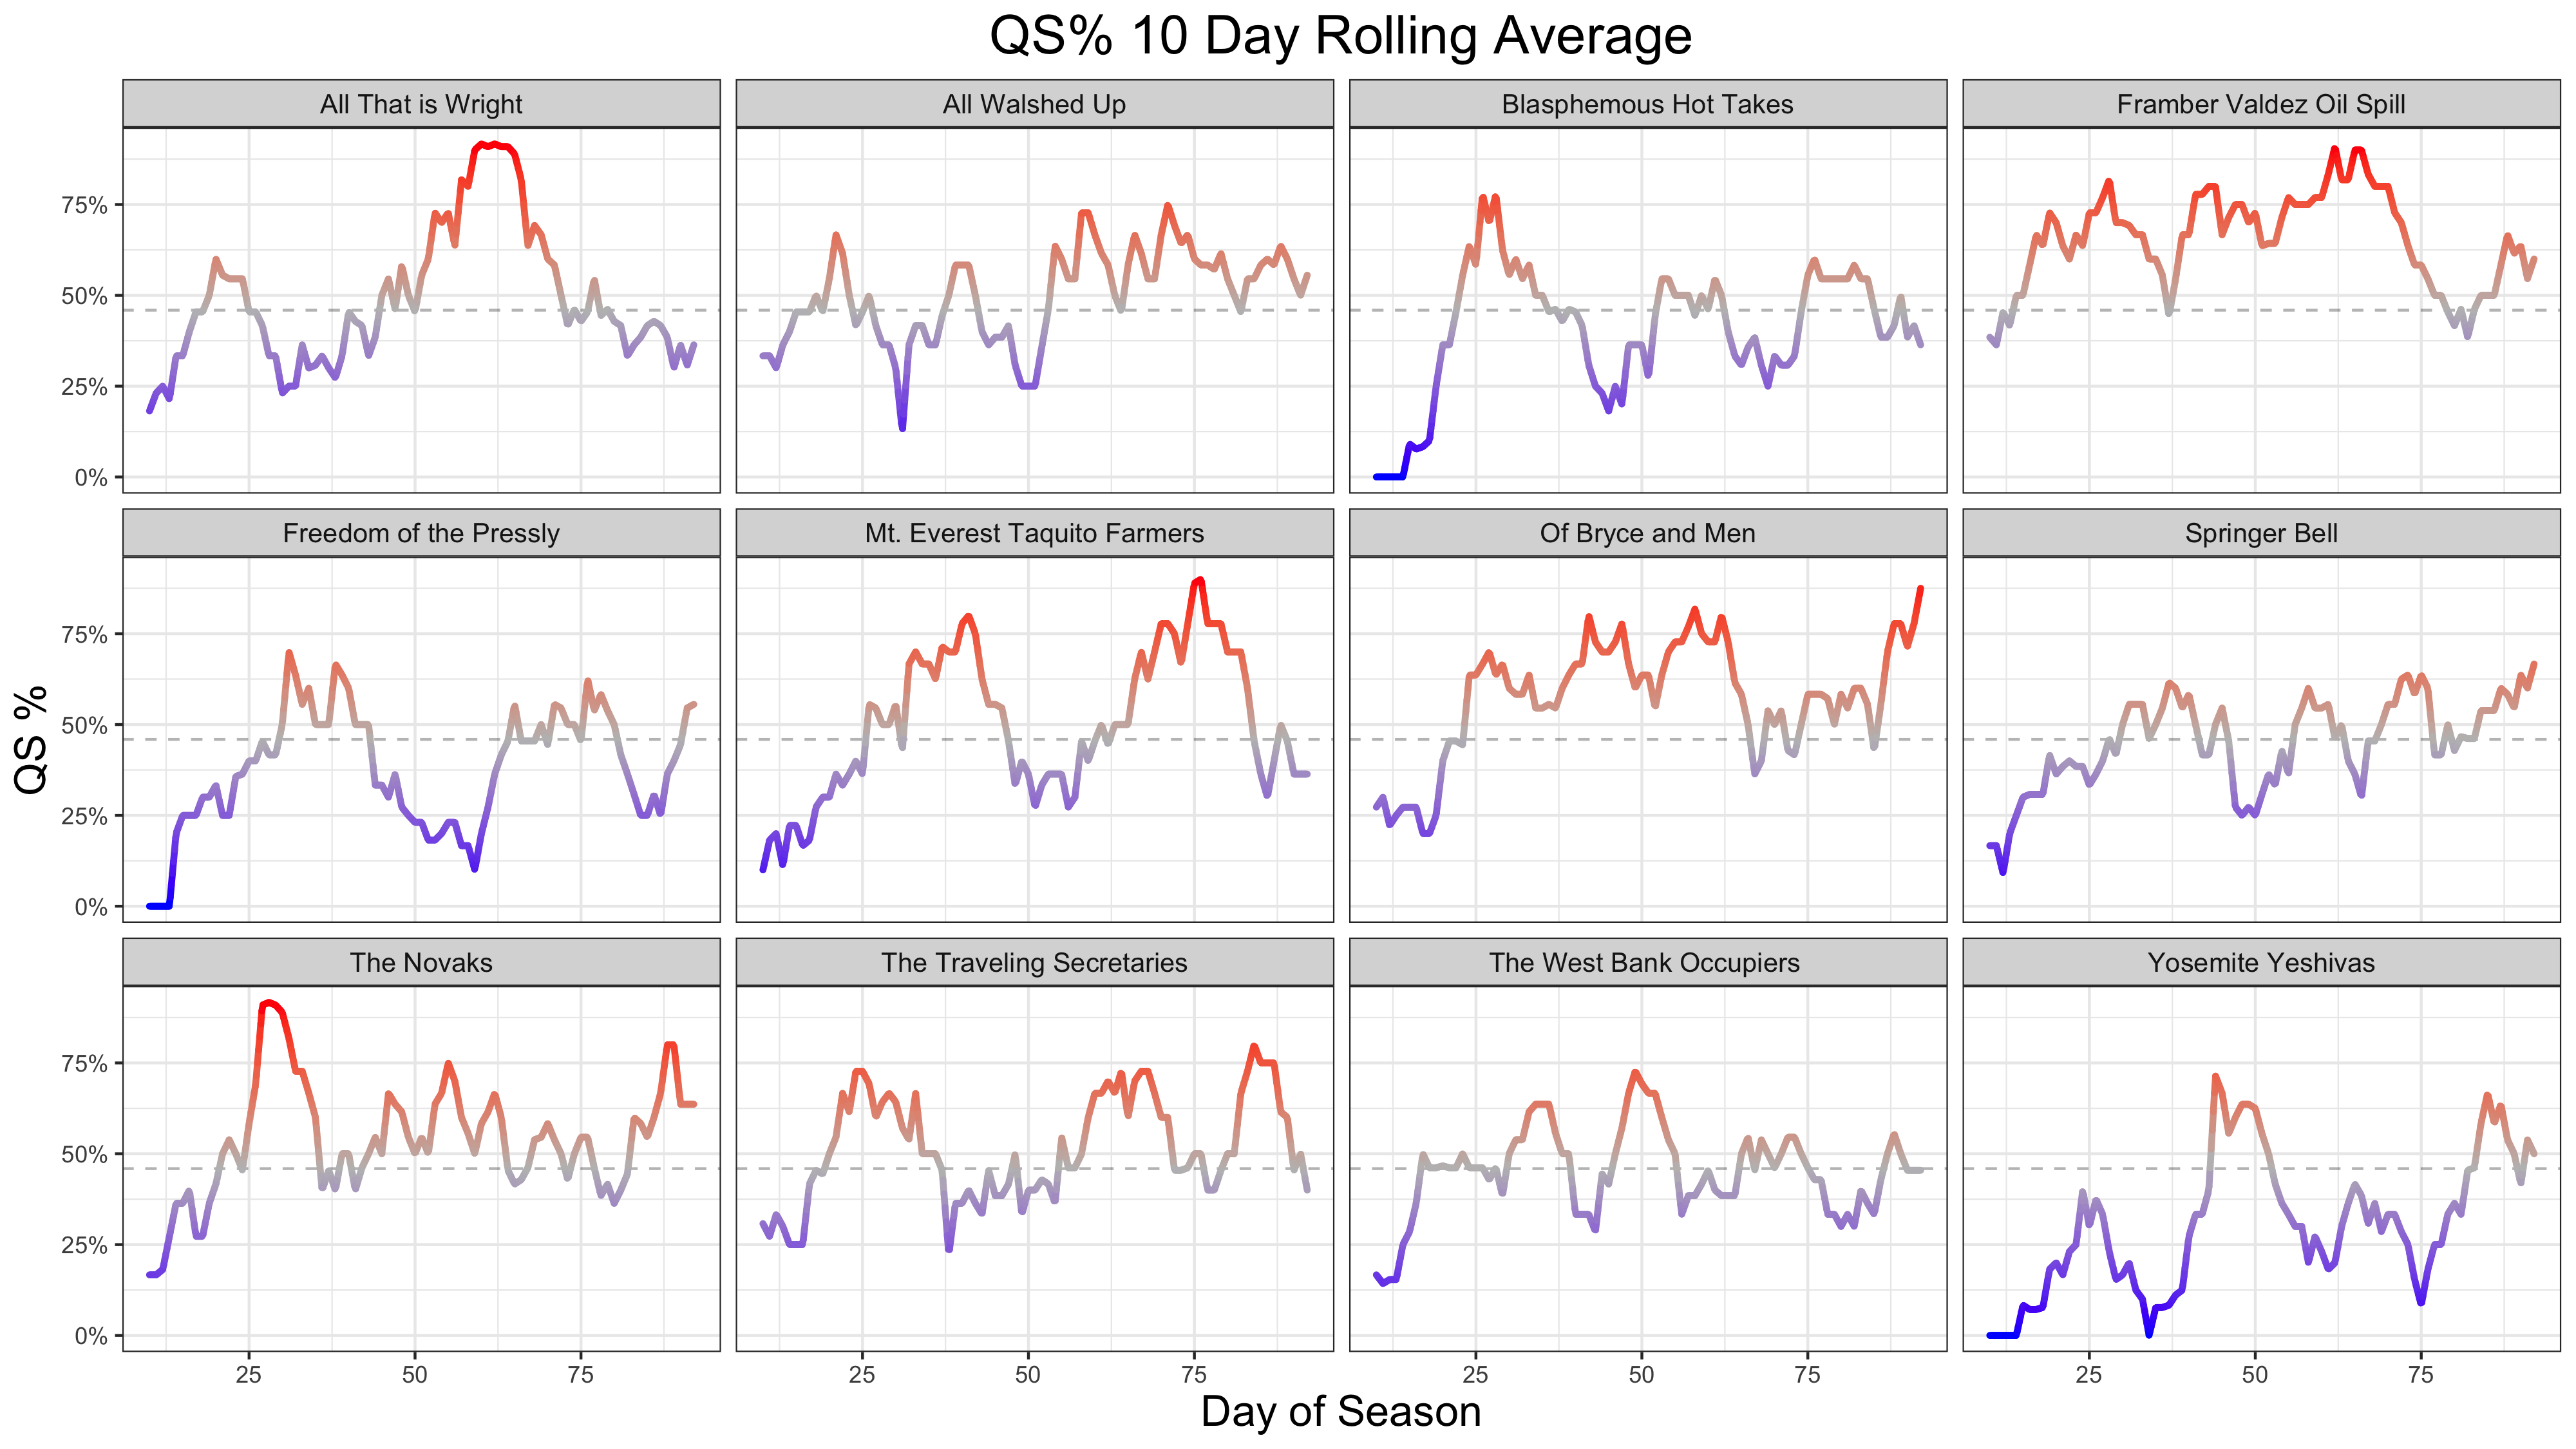 QS% 10 Day Rolling Average
All That is Wright
All Walshed Up
Blasphemous Hot Takes
Framber Valdez Oil Spill
75%
50%
25%
0%
Freedom of the Pressly
Mt. Everest Taquito Farmers
Of Bryce and Men
Springer Bell
75%
50%
25%
0%
QS %
The Novaks
The Traveling Secretaries
The West Bank Occupiers
Yosemite Yeshivas
75%
50%
25%
0%
25 50 75
25 50 75
25 50 75
25 50 75
Day of Season